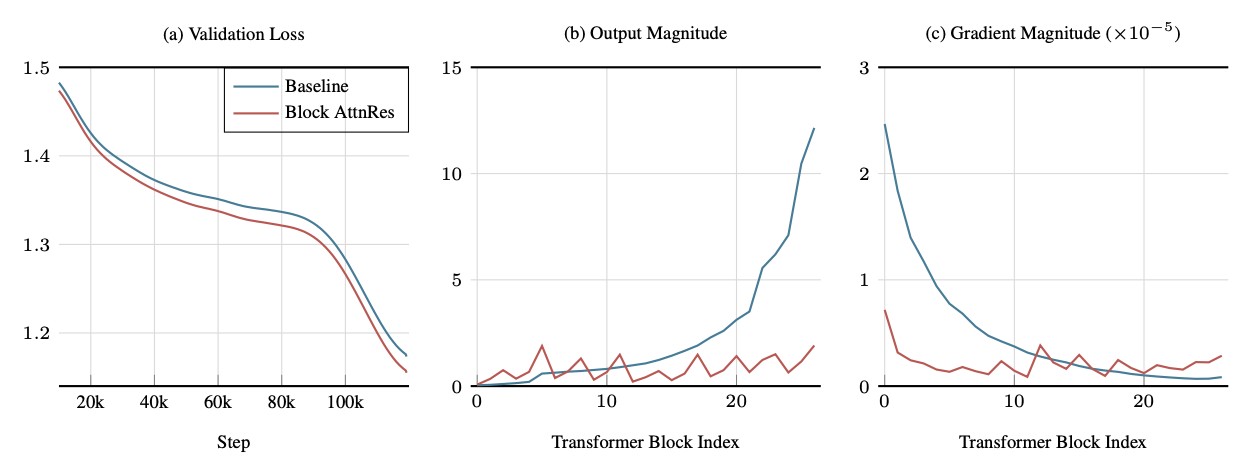 (a) Validation Loss
1.5
1.4
1.3
1.2
20k 40k 60k 80k 100k
Step
Baseline
Block AttnRes
(b) Output Magnitude
15
10
5
0
0 10 20
Transformer Block Index
(c) Gradient Magnitude (×10⁻⁵)
3
2
1
0
0 10 20
Transformer Block Index